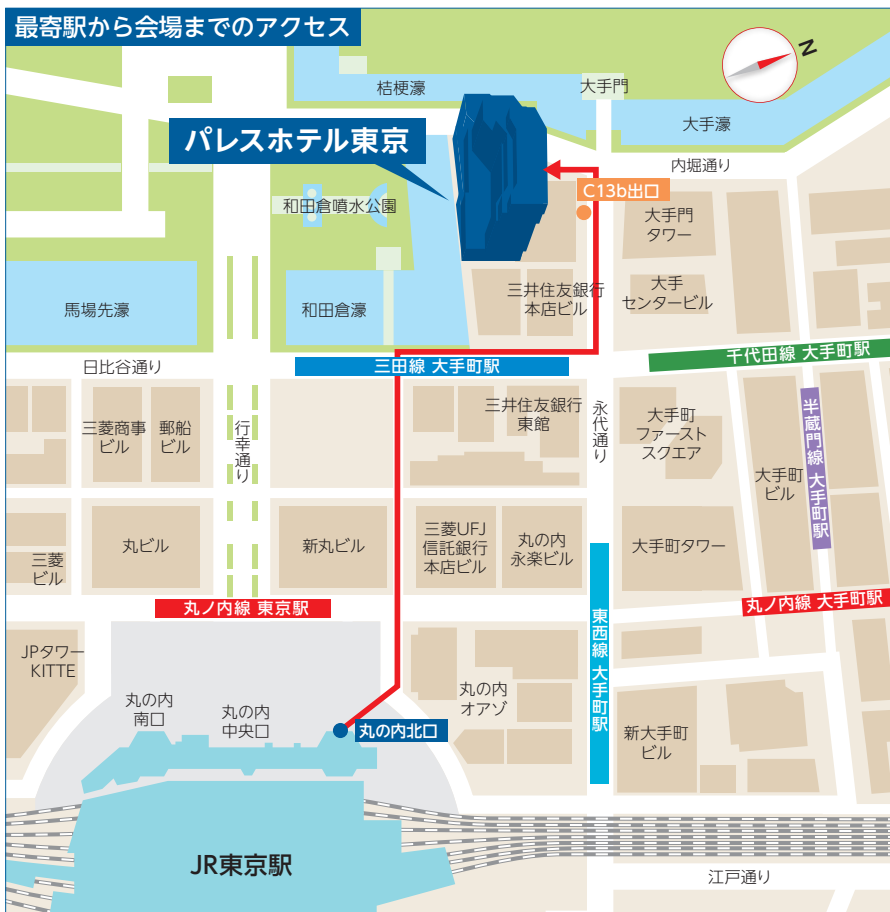 最寄駅から会場までのアクセス
N
桔梗濠
大手門
大手濠
パレスホテル東京
内堀通り
C13b出口
和田倉噴水公園
大手門
タワー
馬場先濠
和田倉濠
三井住友銀行
本店ビル
大手
センタービル
日比谷通り
三田線 大手町駅
千代田線 大手町駅
三菱商事
ビル
郵船
ビル
行幸通り
三井住友銀行
東館
永代通り
大手町
ファースト
スクエア
半蔵門線 大手町駅
大手町
ビル
三菱
ビル
丸ビル
新丸ビル
三菱UFJ
信託銀行
本店ビル
丸の内
永楽ビル
大手町タワー
丸ノ内線 東京駅
丸ノ内線 大手町駅
東西線 大手町駅
JPタワー
KITTE
丸の内
南口
丸の内
中央口
丸の内北口
丸の内
オアゾ
新大手町
ビル
JR東京駅
江戸通り